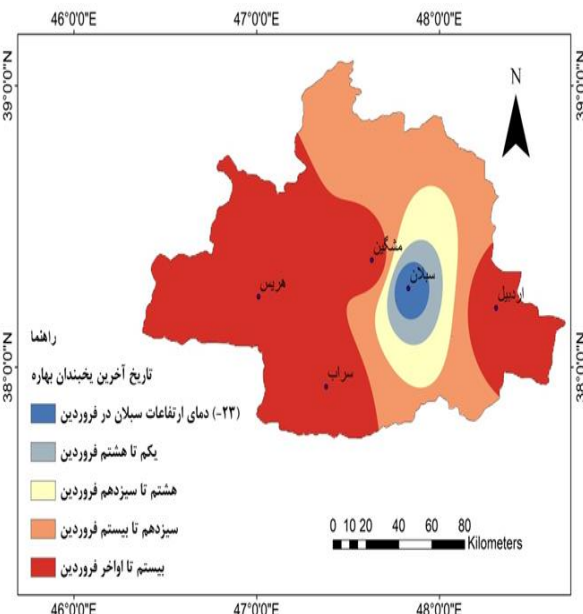 46°0'0"E 47°0'0"E 48°0'0"E
39°0'0"N 39°0'0"N
N
مشگین
سبلان
هریس
اردبیل
38°0'0"N 38°0'0"N
سراب
راهنما
تاریخ آخرین یخبندان بهاره
(۲۳-) دمای ارتفاعات سبلان در فروردین
یکم تا هشتم فروردین
هشتم تا سیزدهم فروردین
سیزدهم تا بیستم فروردین
بیستم تا اواخر فروردین
0 10 20 40 60 80
Kilometers
46°0'0"E 47°0'0"E 48°0'0"E